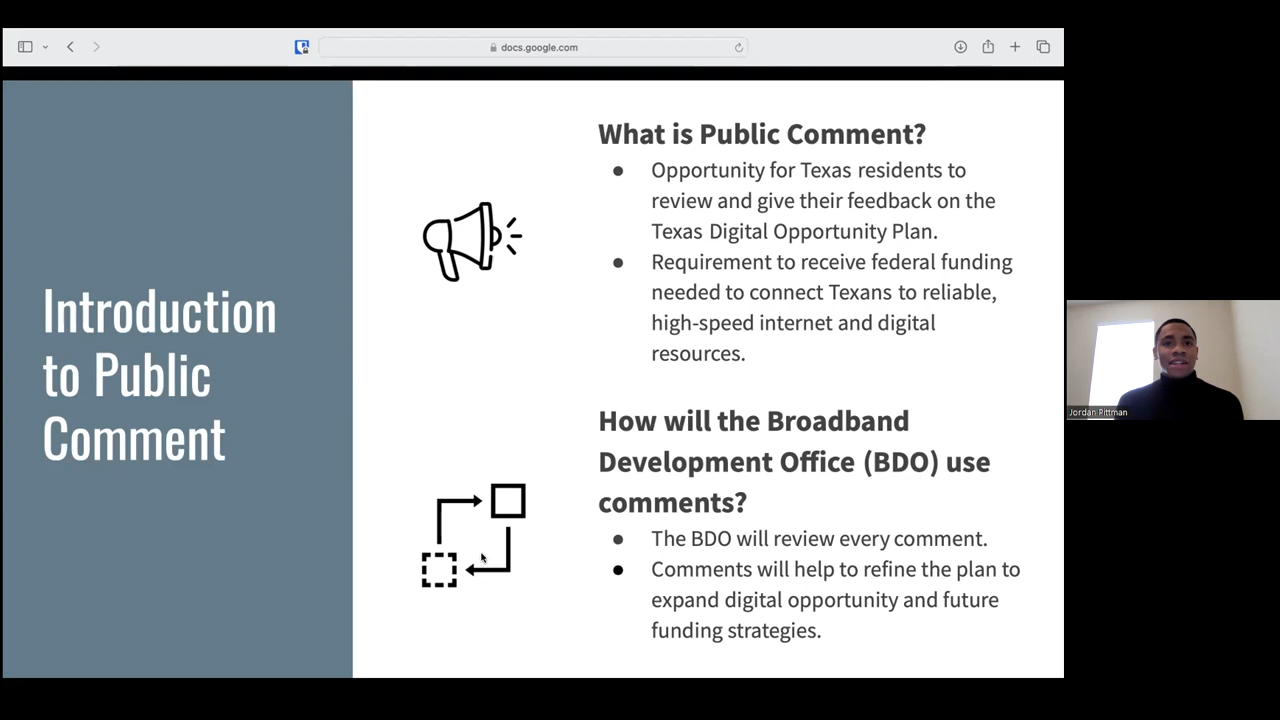 docs.google.com
Introduction
to Public
Comment
What is Public Comment?
● Opportunity for Texas residents to
review and give their feedback on the
Texas Digital Opportunity Plan.
● Requirement to receive federal funding
needed to connect Texans to reliable,
high-speed internet and digital
resources.
How will the Broadband
Development Office (BDO) use
comments?
● The BDO will review every comment.
● Comments will help to refine the plan to
expand digital opportunity and future
funding strategies.
Jordan Pittman